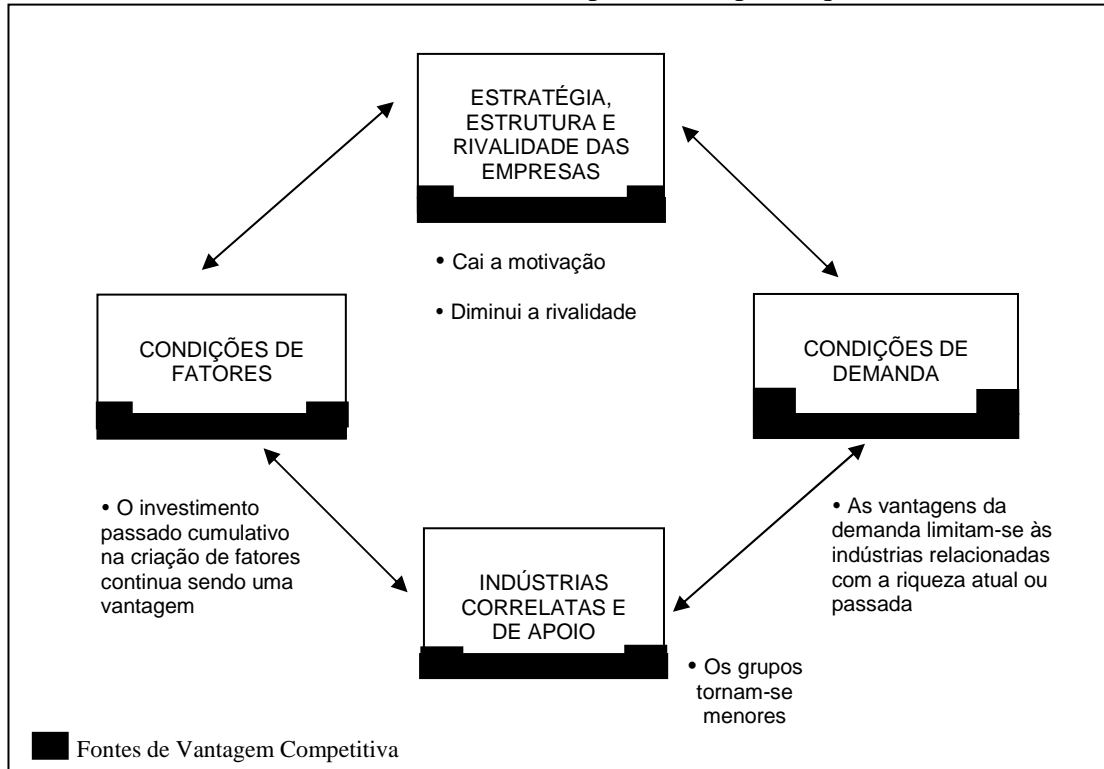 ESTRATÉGIA,
ESTRUTURA E
RIVALIDADE DAS
EMPRESAS
• Cai a motivação
• Diminui a rivalidade
CONDIÇÕES DE
FATORES
CONDIÇÕES DE
DEMANDA
• O investimento
passado cumulativo
na criação de fatores
continua sendo uma
vantagem
• As vantagens da
demanda limitam-se às
indústrias relacionadas
com a riqueza atual ou
passada
INDÚSTRIAS
CORRELATAS E
DE APOIO
• Os grupos
tornam-se
menores
Fontes de Vantagem Competitiva